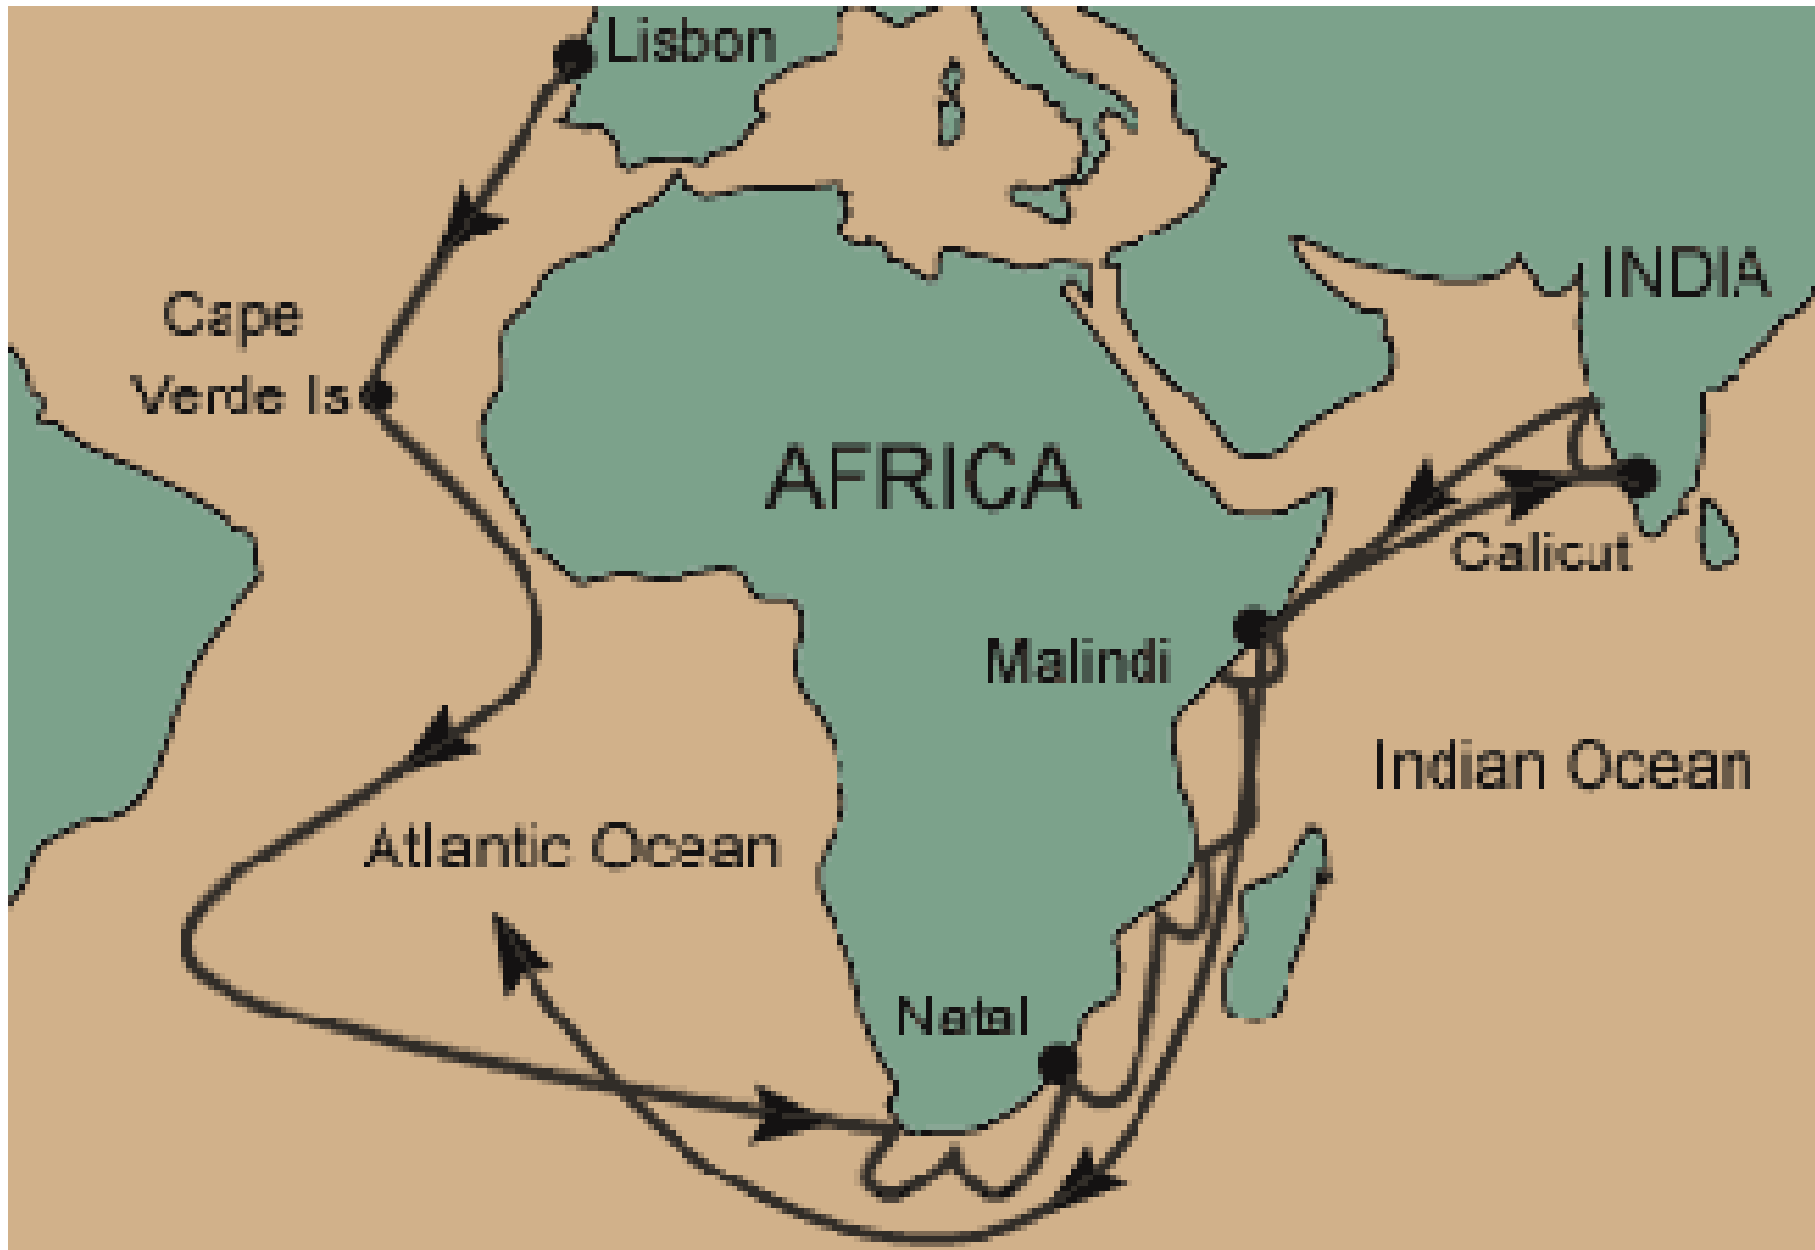 Lisbon
INDIA
Cape
Verde Is
AFRICA
Calicut
Malindi
Indian Ocean
Atlantic Ocean
Natal